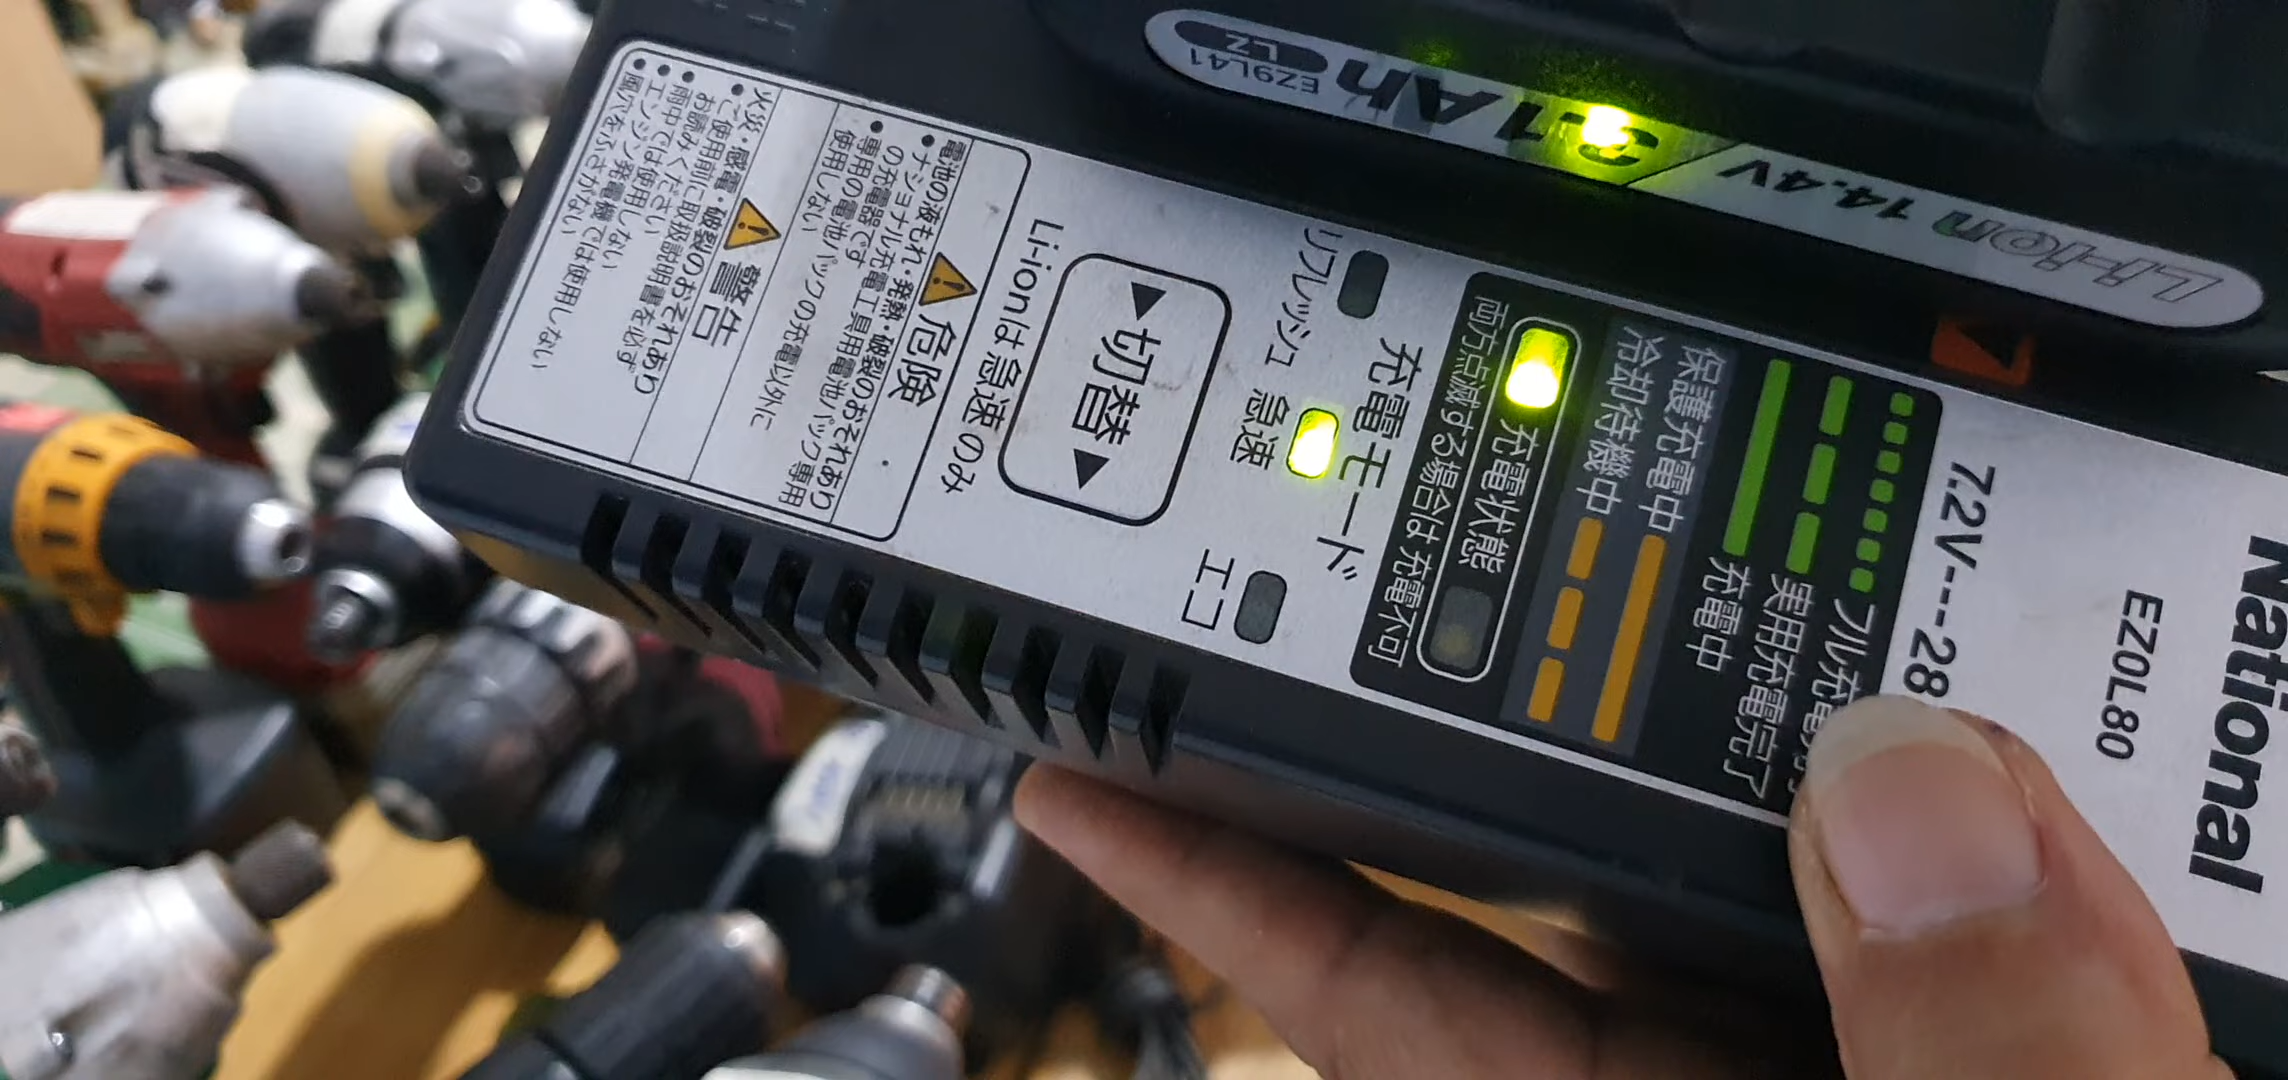 Li-ion 14.4V 3.1Ah
EZ9L41
LZ
National
EZ0L80
7.2V---28
フル充電
実用充電完了
充電中
保護充電中
冷却待機中
充電状態
両方点滅する場合は充電不可
充電モード
リフレッシュ
急速
エコ
切替
Li-ionは急速のみ
危険
電池の液もれ・発熱・破裂のおそれあり
• ナショナル充電工具用電池パック専用
の充電器です
• 専用の電池パックの充電以外に
使用しない
警告
火災・感電・破裂のおそれあり
• ご使用前に取扱説明書を必ず
お読みください
• 雨中では使用しない
• エンジン発電機では使用しない
• 風穴をふさがない